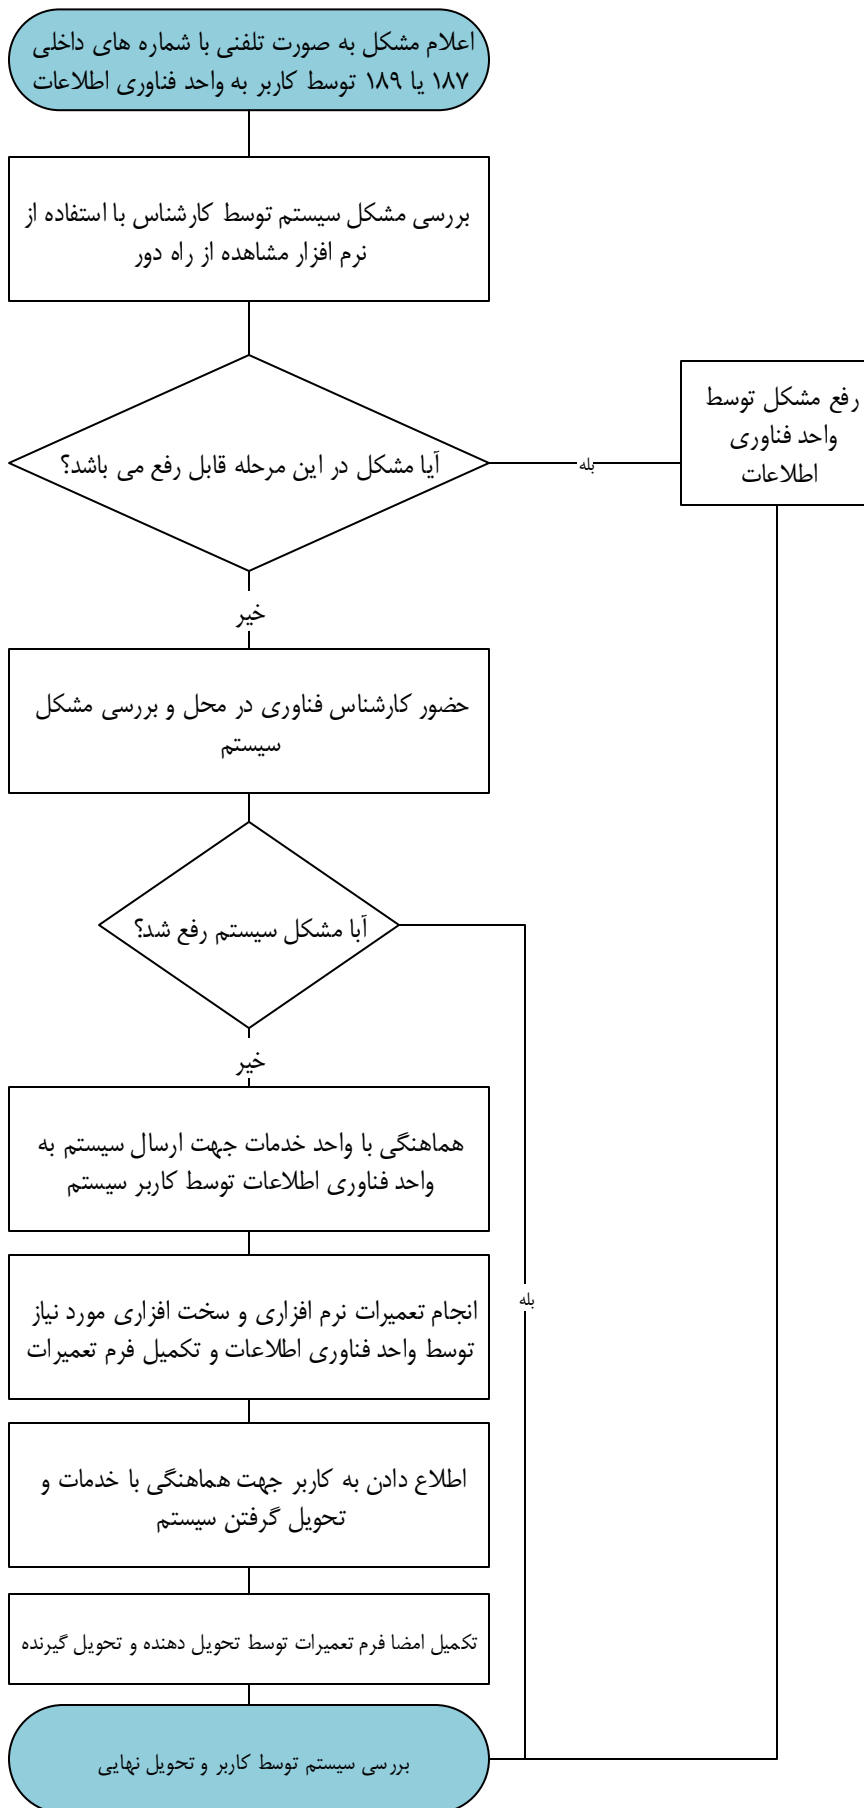 اعلام مشکل به صورت تلفنی با شماره های داخلی
۱۸۷ یا ۱۸۹ توسط کاربر به واحد فناوری اطلاعات
بررسی مشکل سیستم توسط کارشناس با استفاده از
نرم افزار مشاهده از راه دور
آیا مشکل در این مرحله قابل رفع می باشد؟
بله
رفع مشکل توسط
واحد فناوری
اطلاعات
خیر
حضور کارشناس فناوری در محل و بررسی مشکل
سیستم
آبا مشکل سیستم رفع شد؟
خیر
هماهنگی با واحد خدمات جهت ارسال سیستم به
واحد فناوری اطلاعات توسط کاربر سیستم
انجام تعمیرات نرم افزاری و سخت افزاری مورد نیاز
توسط واحد فناوری اطلاعات و تکمیل فرم تعمیرات
بله
اطلاع دادن به کاربر جهت هماهنگی با خدمات و
تحویل گرفتن سیستم
تکمیل امضا فرم تعمیرات توسط تحویل دهنده و تحویل گیرنده
بررسی سیستم توسط کاربر و تحویل نهایی